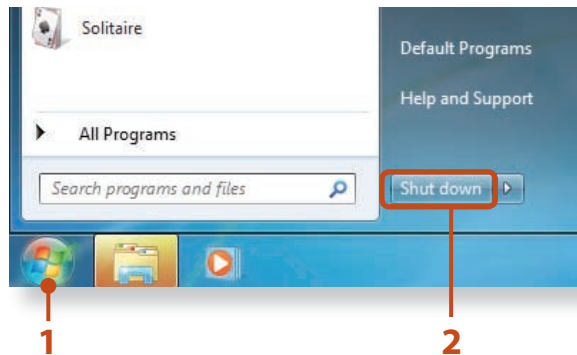 Solitaire
Default Programs
Help and Support
All Programs
Search programs and files
Shut down
1
2